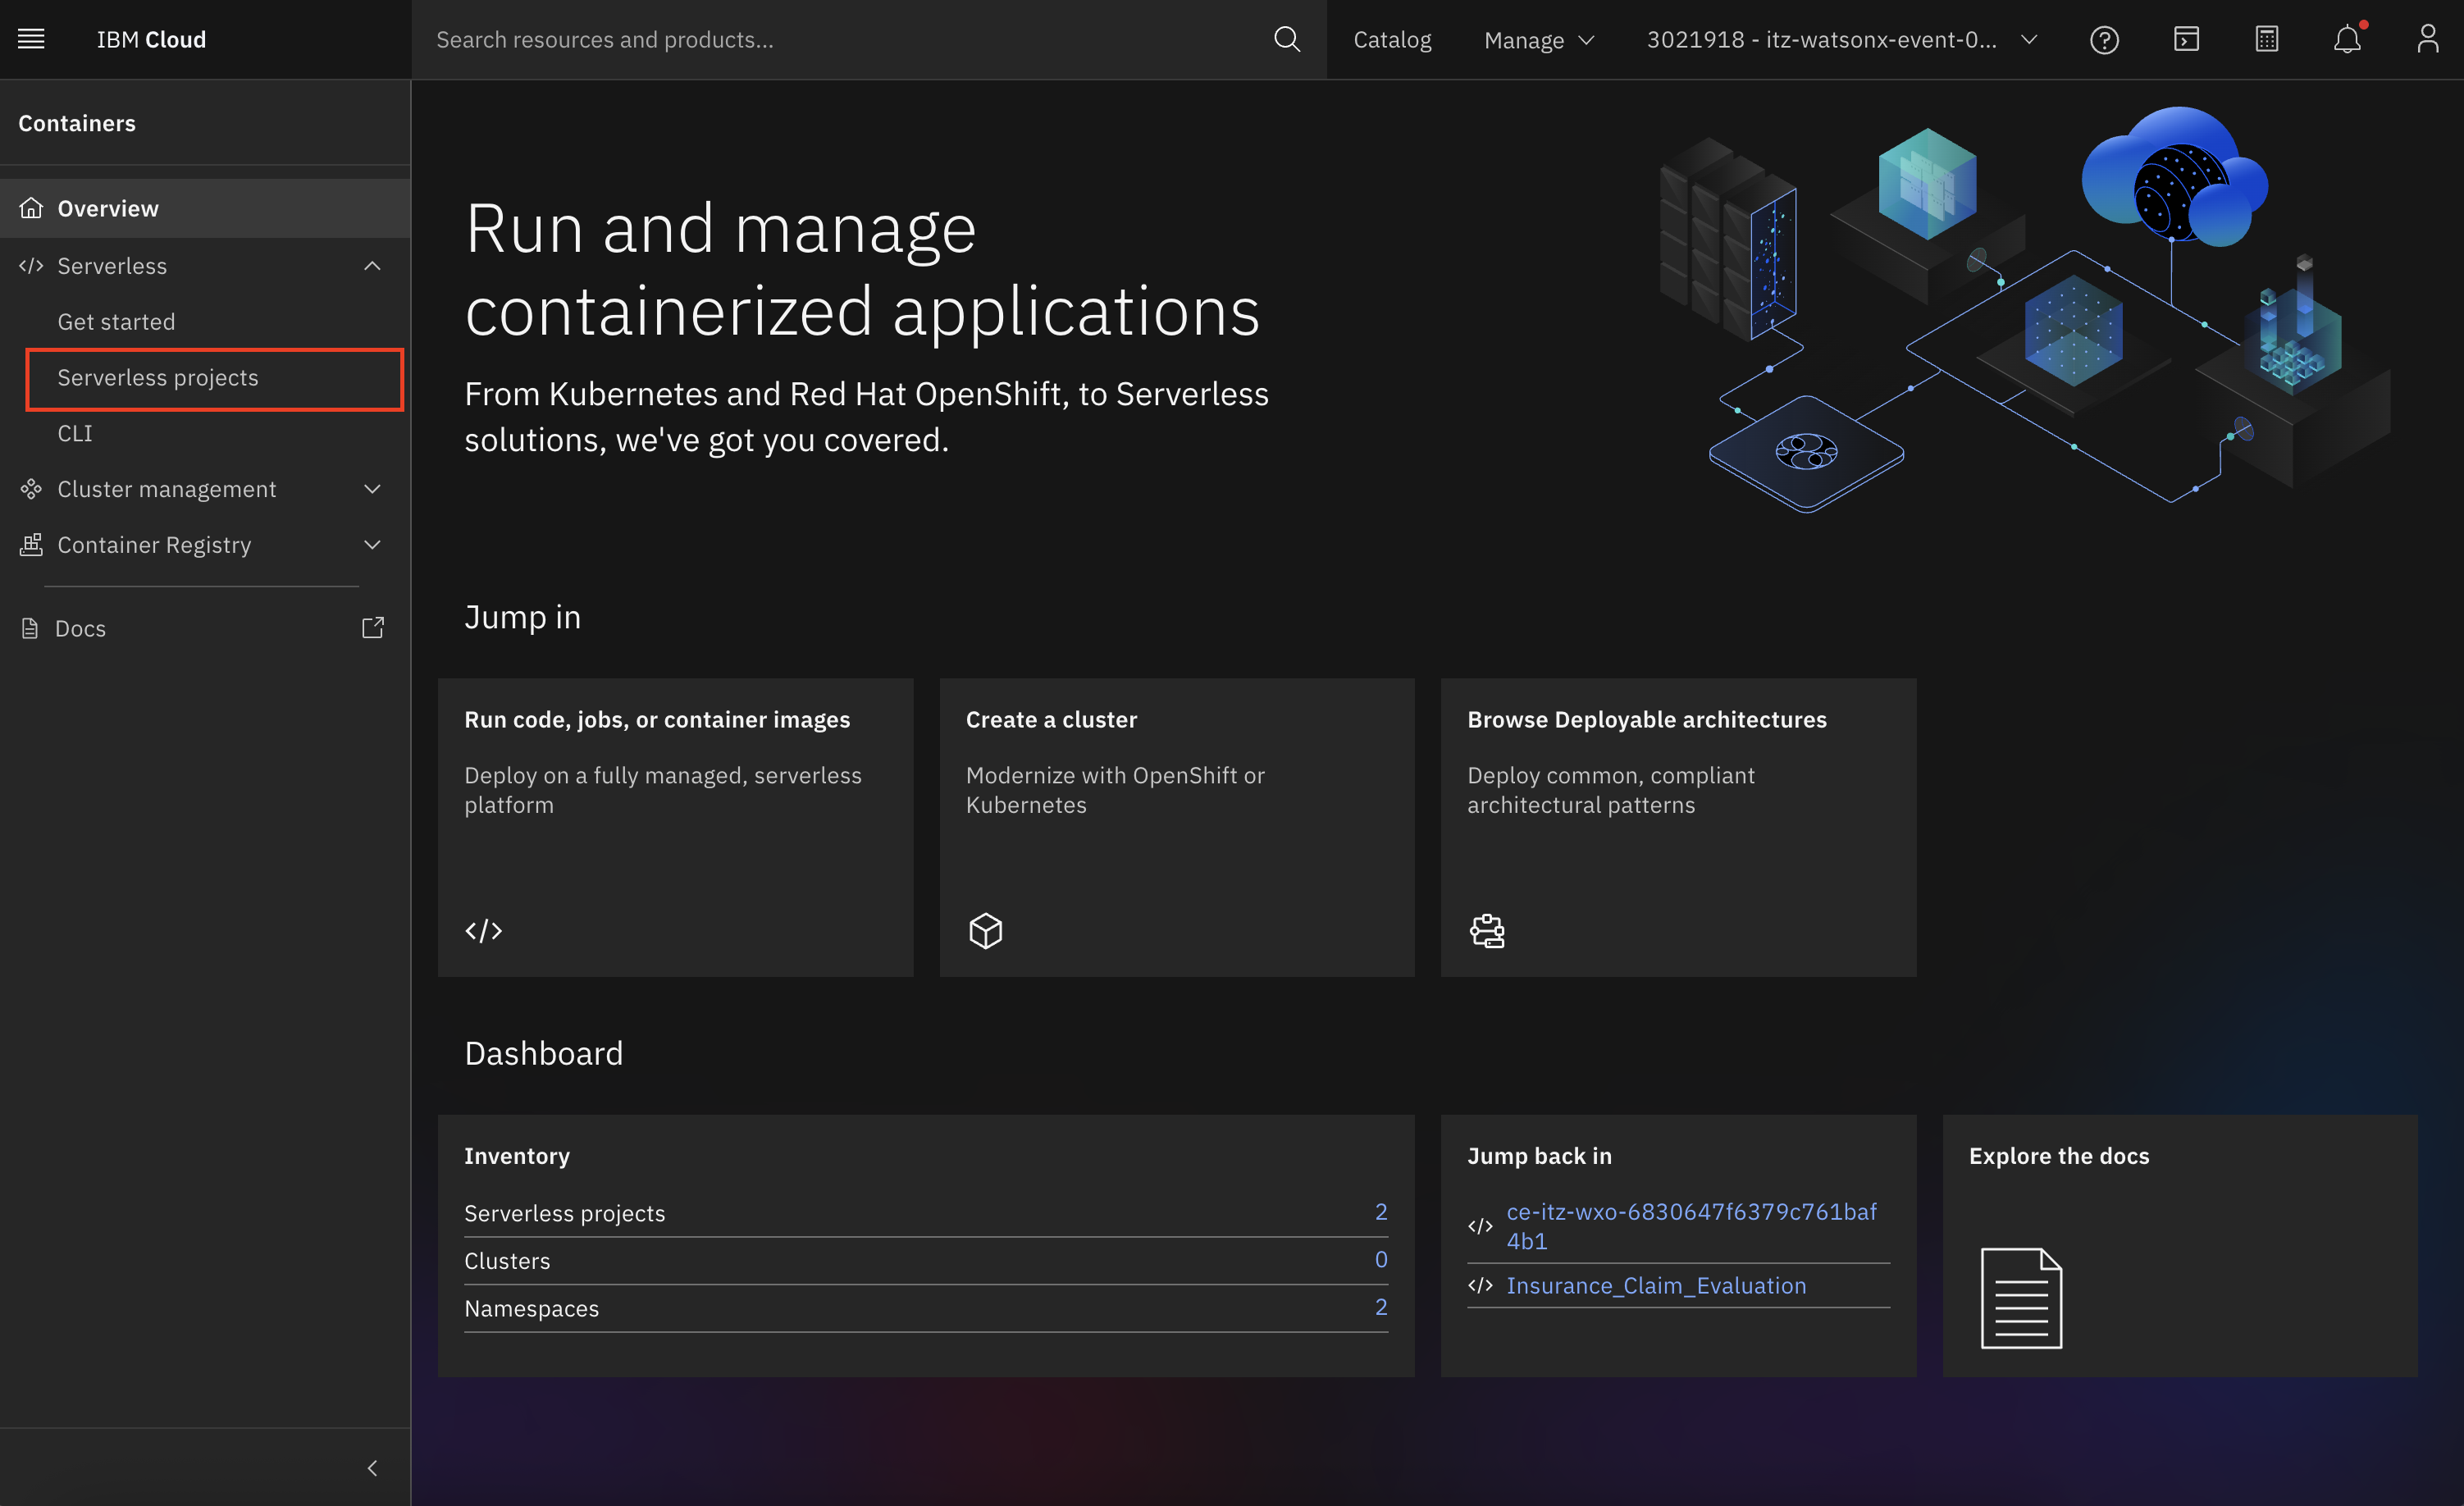 IBM Cloud
Search resources and products...
Catalog
Manage
3021918 - itz-watsonx-event-0...
Containers
Overview
Serverless
Get started
Serverless projects
CLI
Cluster management
Container Registry
Docs
Run and manage
containerized applications
From Kubernetes and Red Hat OpenShift, to Serverless
solutions, we've got you covered.
Jump in
Run code, jobs, or container images
Deploy on a fully managed, serverless
platform
Create a cluster
Modernize with OpenShift or
Kubernetes
Browse Deployable architectures
Deploy common, compliant
architectural patterns
Dashboard
Inventory
Serverless projects 2
Clusters 0
Namespaces 2
Jump back in
ce-itz-wxo-6830647f6379c761baf
4b1
Insurance_Claim_Evaluation
Explore the docs